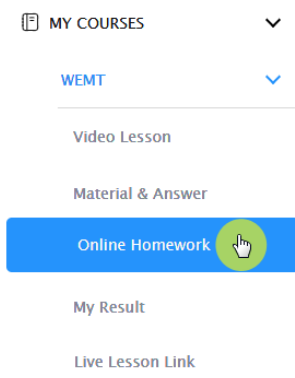 MY COURSES
WEMT
Video Lesson
Material & Answer
Online Homework
My Result
Live Lesson Link